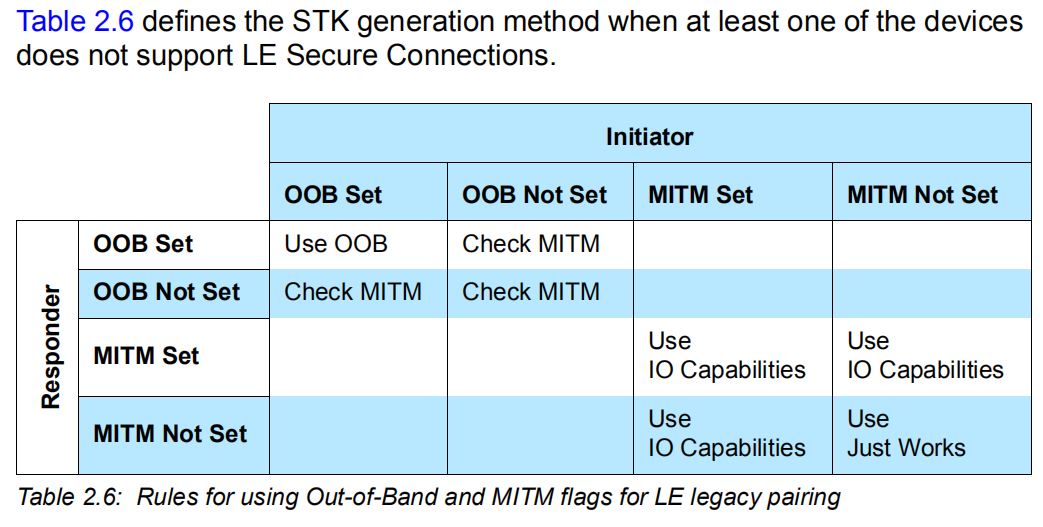 Table 2.6 defines the STK generation method when at least one of the devices
does not support LE Secure Connections.
Initiator
OOB Set OOB Not Set MITM Set MITM Not Set
Responder
OOB Set Use OOB Check MITM
OOB Not Set Check MITM Check MITM
MITM Set Use IO Capabilities Use IO Capabilities
MITM Not Set Use IO Capabilities Use Just Works
Table 2.6: Rules for using Out-of-Band and MITM flags for LE legacy pairing